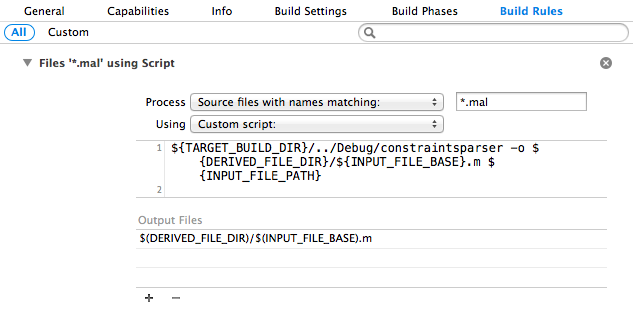 General Capabilities Info Build Settings Build Phases Build Rules
All Custom
Files '*.mal' using Script
Process Source files with names matching: *.mal
Using Custom script:
1 ${TARGET_BUILD_DIR}/../Debug/constraintsparser -o $
{DERIVED_FILE_DIR}/${INPUT_FILE_BASE}.m $
{INPUT_FILE_PATH}
2
Output Files
$(DERIVED_FILE_DIR)/$(INPUT_FILE_BASE).m
+ −